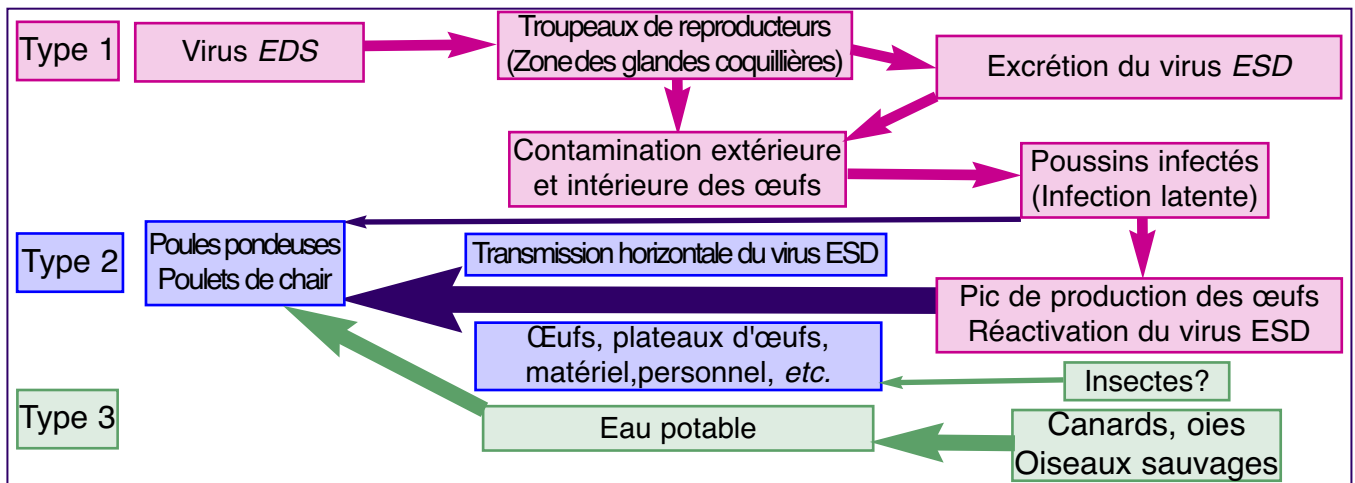 Type 1
Virus EDS
Troupeaux de reproducteurs
(Zone des glandes coquillières)
Excrétion du virus ESD
Contamination extérieure
et intérieure des œufs
Poussins infectés
(Infection latente)
Type 2
Poules pondeuses
Poulets de chair
Transmission horizontale du virus ESD
Pic de production des œufs
Réactivation du virus ESD
Œufs, plateaux d'œufs,
matériel,personnel, etc.
Insectes?
Type 3
Eau potable
Canards, oies
Oiseaux sauvages